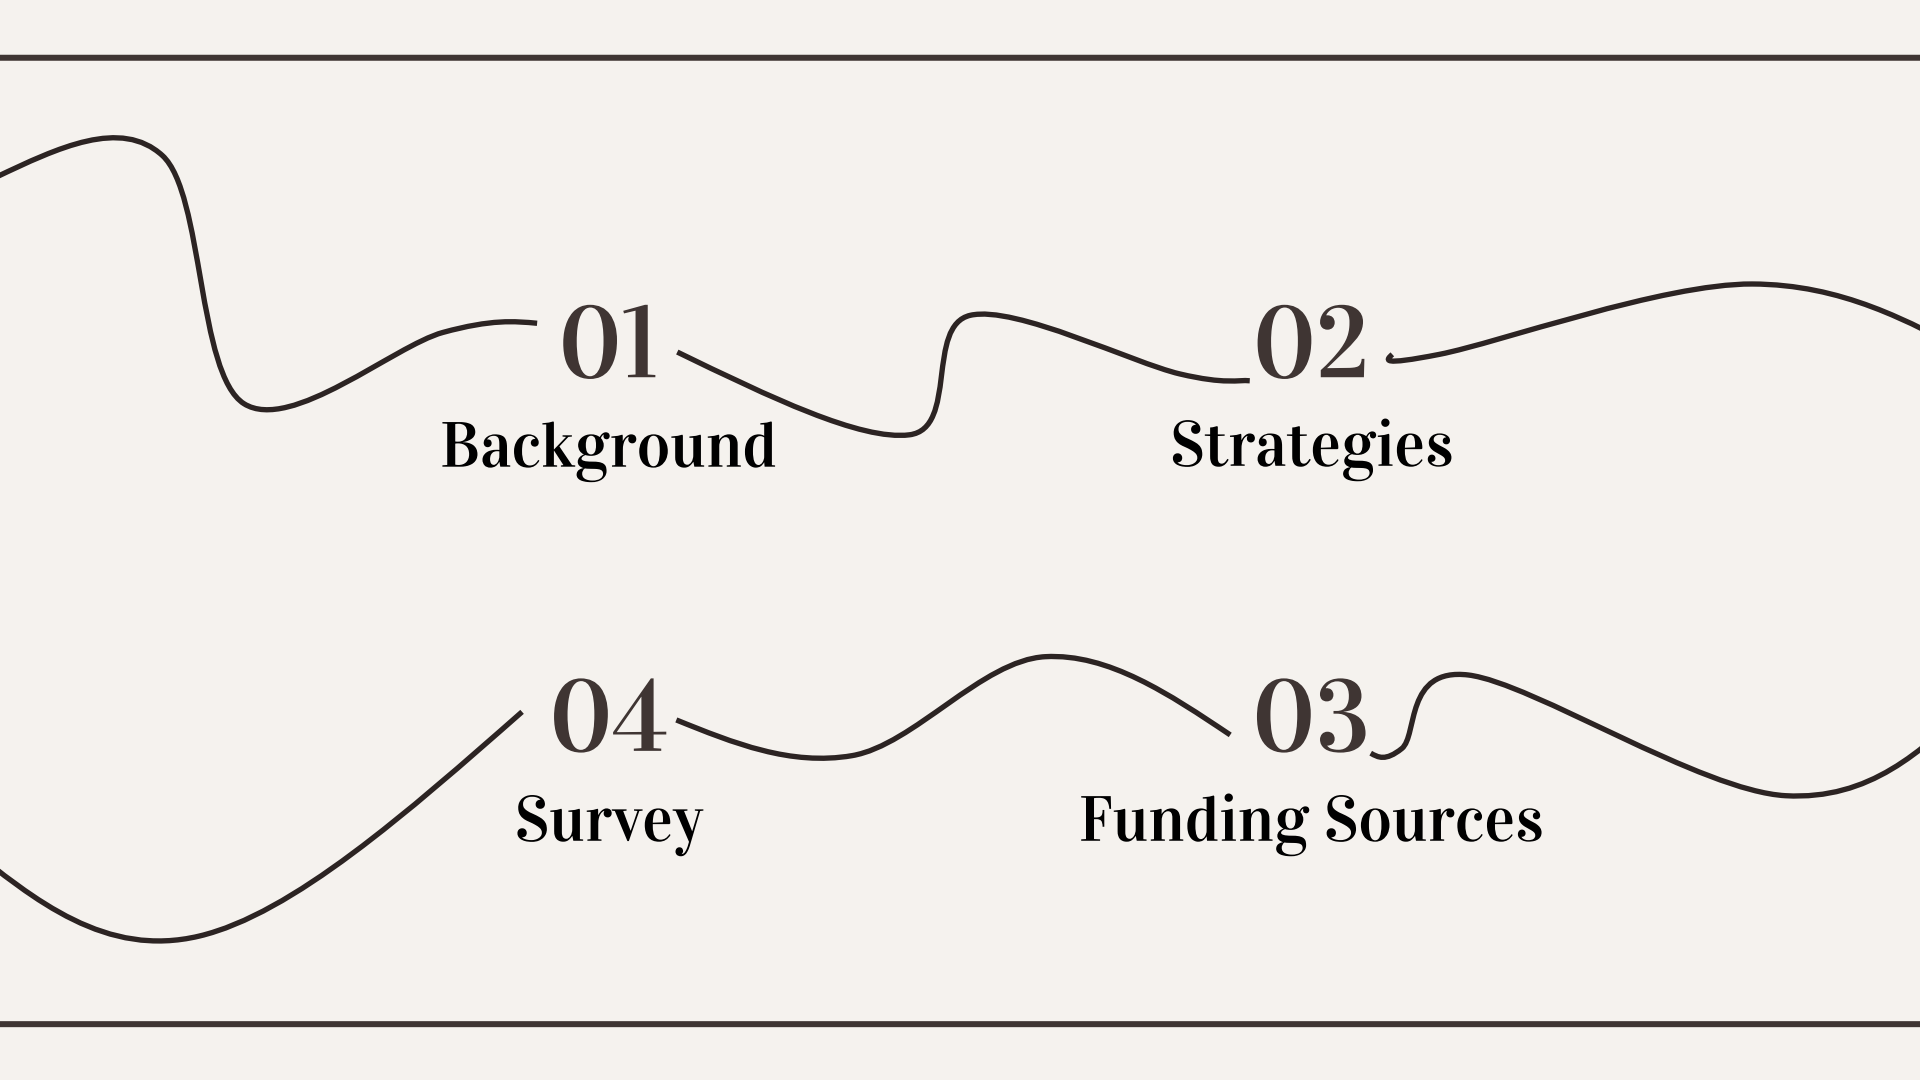 01
Background
02
Strategies
03
Funding Sources
04
Survey